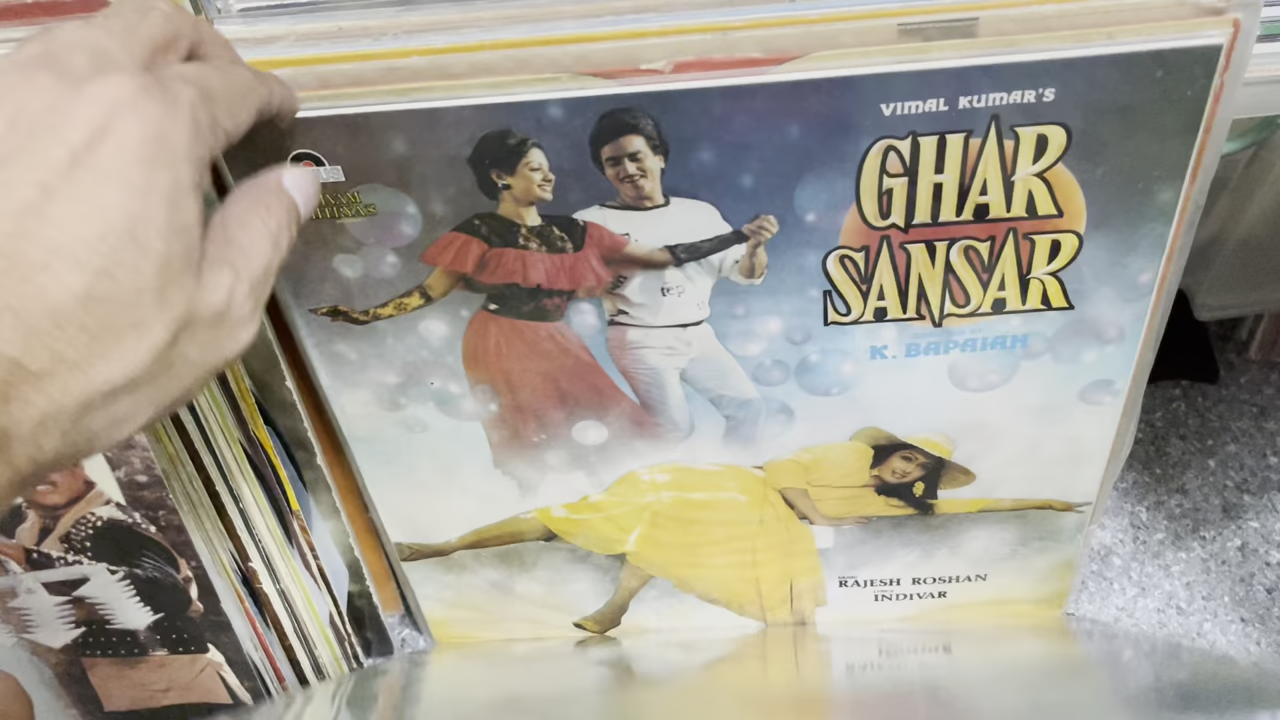 VIMAL KUMAR'S
GHAR
SANSAR
K. BAPAIAH
RAJESH ROSHAN
INDIVAR